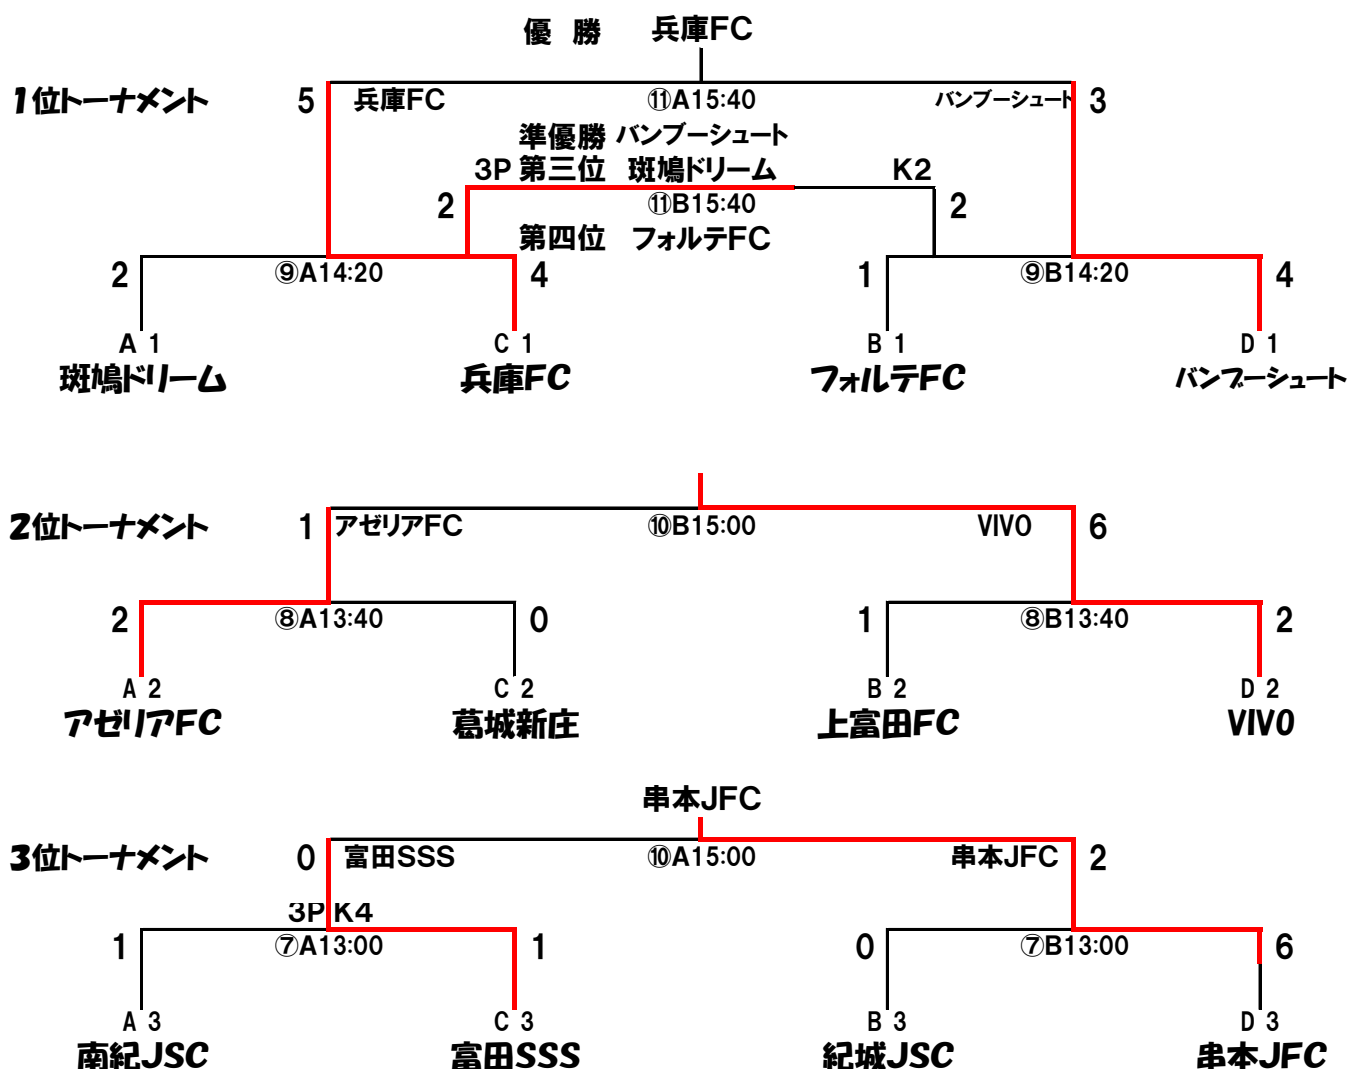 優 勝 兵庫FC
1位トーナメント 5 兵庫FC ⑪A15:40 バンブーシュート 3
準優勝 バンブーシュート
3P 第三位 斑鳩ドリーム K2
2 ⑪B15:40 2
第四位 フォルテFC
2 ⑨A14:20 4 1 ⑨B14:20 4
A 1 C 1 B 1 D 1
斑鳩ドリーム 兵庫FC フォルテFC バンブーシュート
2位トーナメント 1 アゼリアFC ⑩B15:00 VIVO 6
2 ⑧A13:40 0 1 ⑧B13:40 2
A 2 C 2 B 2 D 2
アゼリアFC 葛城新庄 上富田FC VIVO
串本JFC
3位トーナメント 0 富田SSS ⑩A15:00 串本JFC 2
3P K4
1 ⑦A13:00 1 0 ⑦B13:00 6
A 3 C 3 B 3 D 3
南紀JSC 富田SSS 紀城JSC 串本JFC